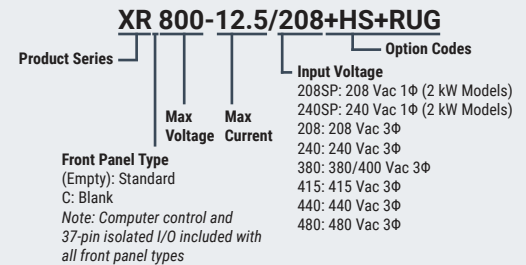 XR 800-12.5/208+HS+RUG
Product Series
Option Codes
Input Voltage
208SP: 208 Vac 1Φ (2 kW Models)
240SP: 240 Vac 1Φ (2 kW Models)
208: 208 Vac 3Φ
240: 240 Vac 3Φ
380: 380/400 Vac 3Φ
415: 415 Vac 3Φ
440: 440 Vac 3Φ
480: 480 Vac 3Φ
Max
Voltage
Max
Current
Front Panel Type
(Empty): Standard
C: Blank
Note: Computer control and
37-pin isolated I/O included with
all front panel types